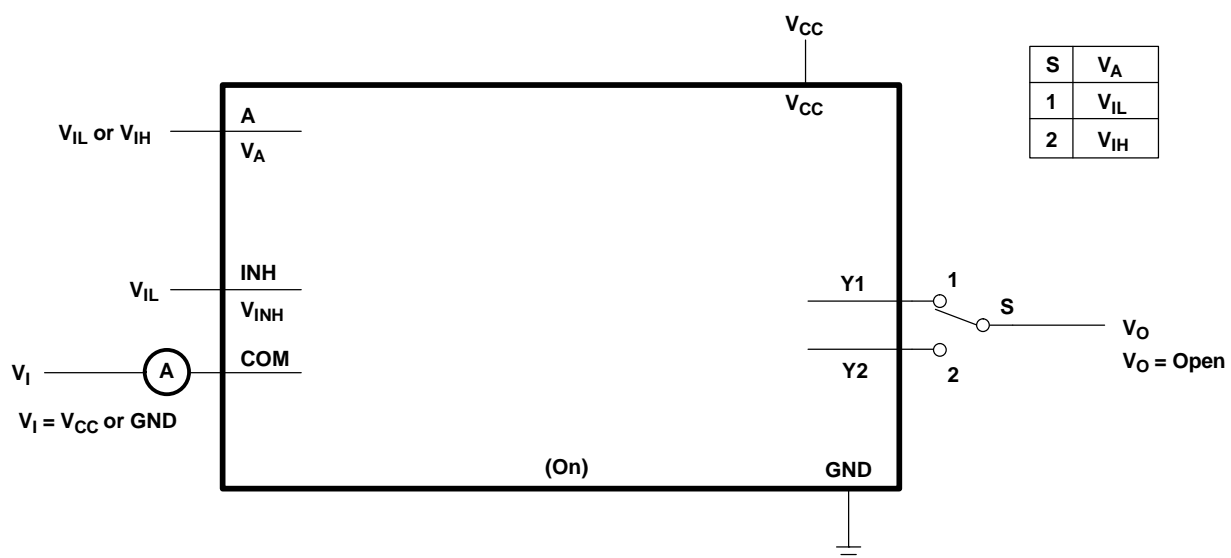 VCC
S VA
1 VIL
2 VIH
VCC
A
VIL or VIH
VA
INH
VIL
VINH
Y1
1
S
VO
COM
VI
A
Y2
2
VO = Open
VI = VCC or GND
(On)
GND